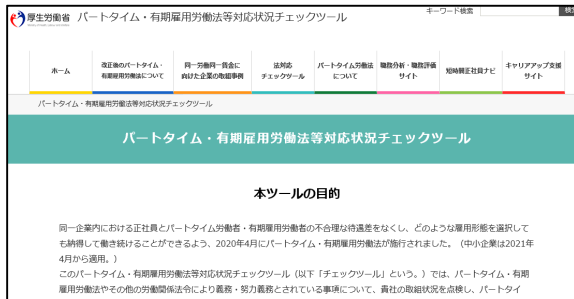 厚生労働省 パートタイム・有期雇用労働法等対応状況チェックツール
キーワード検索
ホーム
改正後のパートタイム・
有期雇用労働法について
同一労働同一賃金に
向けた企業の取組事例
法対応
チェックツール
パートタイム労働法
について
職務分析・職務評価
サイト
短時間正社員ナビ
キャリアアップ支援
サイト
パートタイム・有期雇用労働法等対応状況チェックツール
パートタイム・有期雇用労働法等対応状況チェックツール
本ツールの目的
同一企業内における正社員とパートタイム労働者・有期雇用労働者の不合理な待遇差をなくし、どのような雇用形態を選択して
も納得して働き続けることができるよう、2020年4月にパートタイム・有期雇用労働法が施行されました。（中小企業は2021年
4月から適用。）
このパートタイム・有期雇用労働法等対応状況チェックツール（以下「チェックツール」という。）では、パートタイム・有期
雇用労働法やその他の労働関係法令により義務・努力義務とされている事項について、貴社の取組状況を点検し、パートタイ